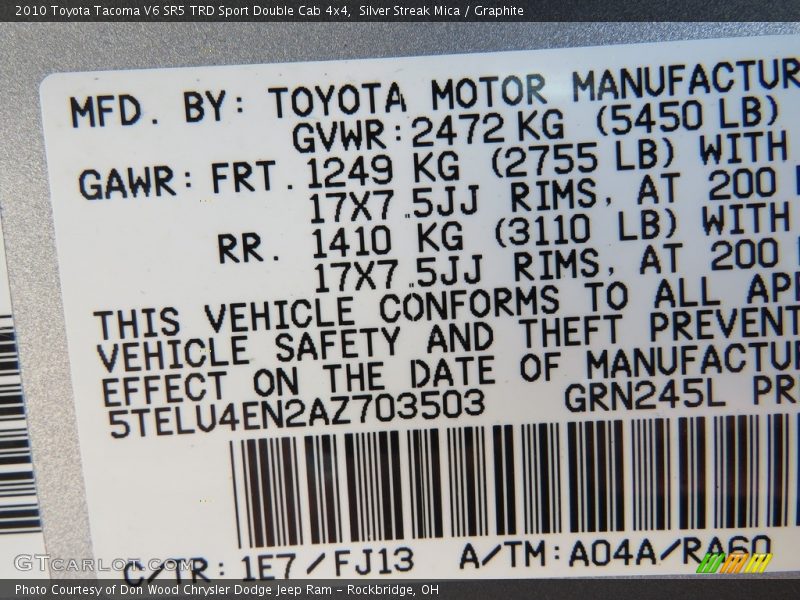 2010 Toyota Tacoma V6 SR5 TRD Sport Double Cab 4x4, Silver Streak Mica / Graphite
MFD. BY: TOYOTA MOTOR MANUFACTUR
GVWR: 2472 KG (5450 LB)
GAWR: FRT. 1249 KG (2755 LB) WITH
17X7.5JJ RIMS, AT 200
RR. 1410 KG (3110 LB) WITH
17X7.5JJ RIMS, AT 200
THIS VEHICLE CONFORMS TO ALL APP
VEHICLE SAFETY AND THEFT PREVENT
EFFECT ON THE DATE OF MANUFACTU
5TELU4EN2AZ703503 GRN245L PR
C/TR: 1E7/FJ13 A/TM: A04A/RA60
GTCarLot.com
Photo Courtesy of Don Wood Chrysler Dodge Jeep Ram – Rockbridge, OH